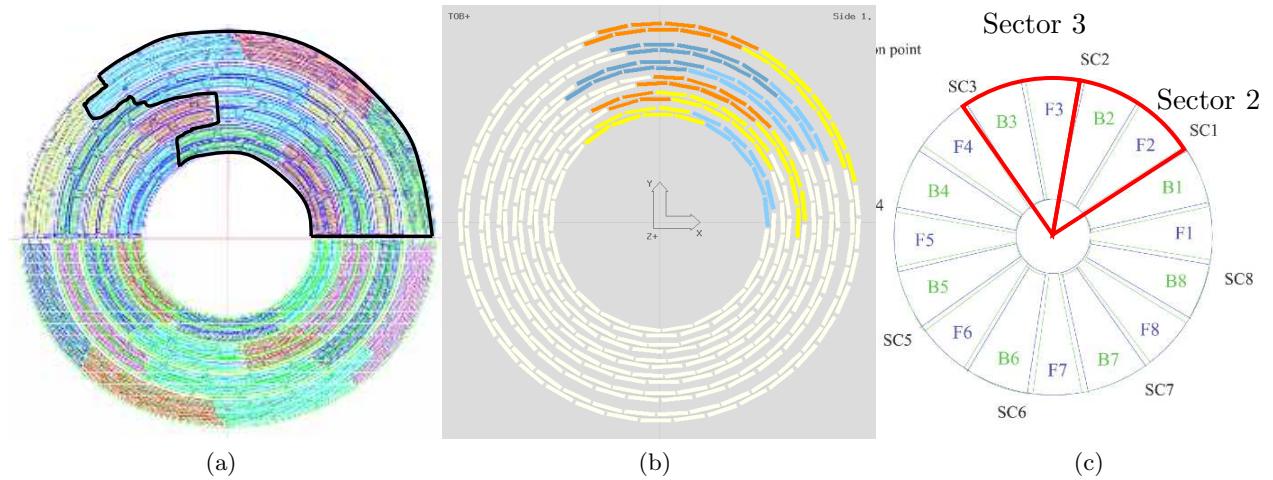 TOB+
Side 1.
Y
X
Z+
(a)
(b)
Sector 3
n point
SC2
SC3
Sector 2
SC1
B3
F3
B2
F2
F4
B4
B1
4
F5
F1
B5
B8
SC8
SC5
F6
F8
B6
F7
B7
SC7
SC6
(c)